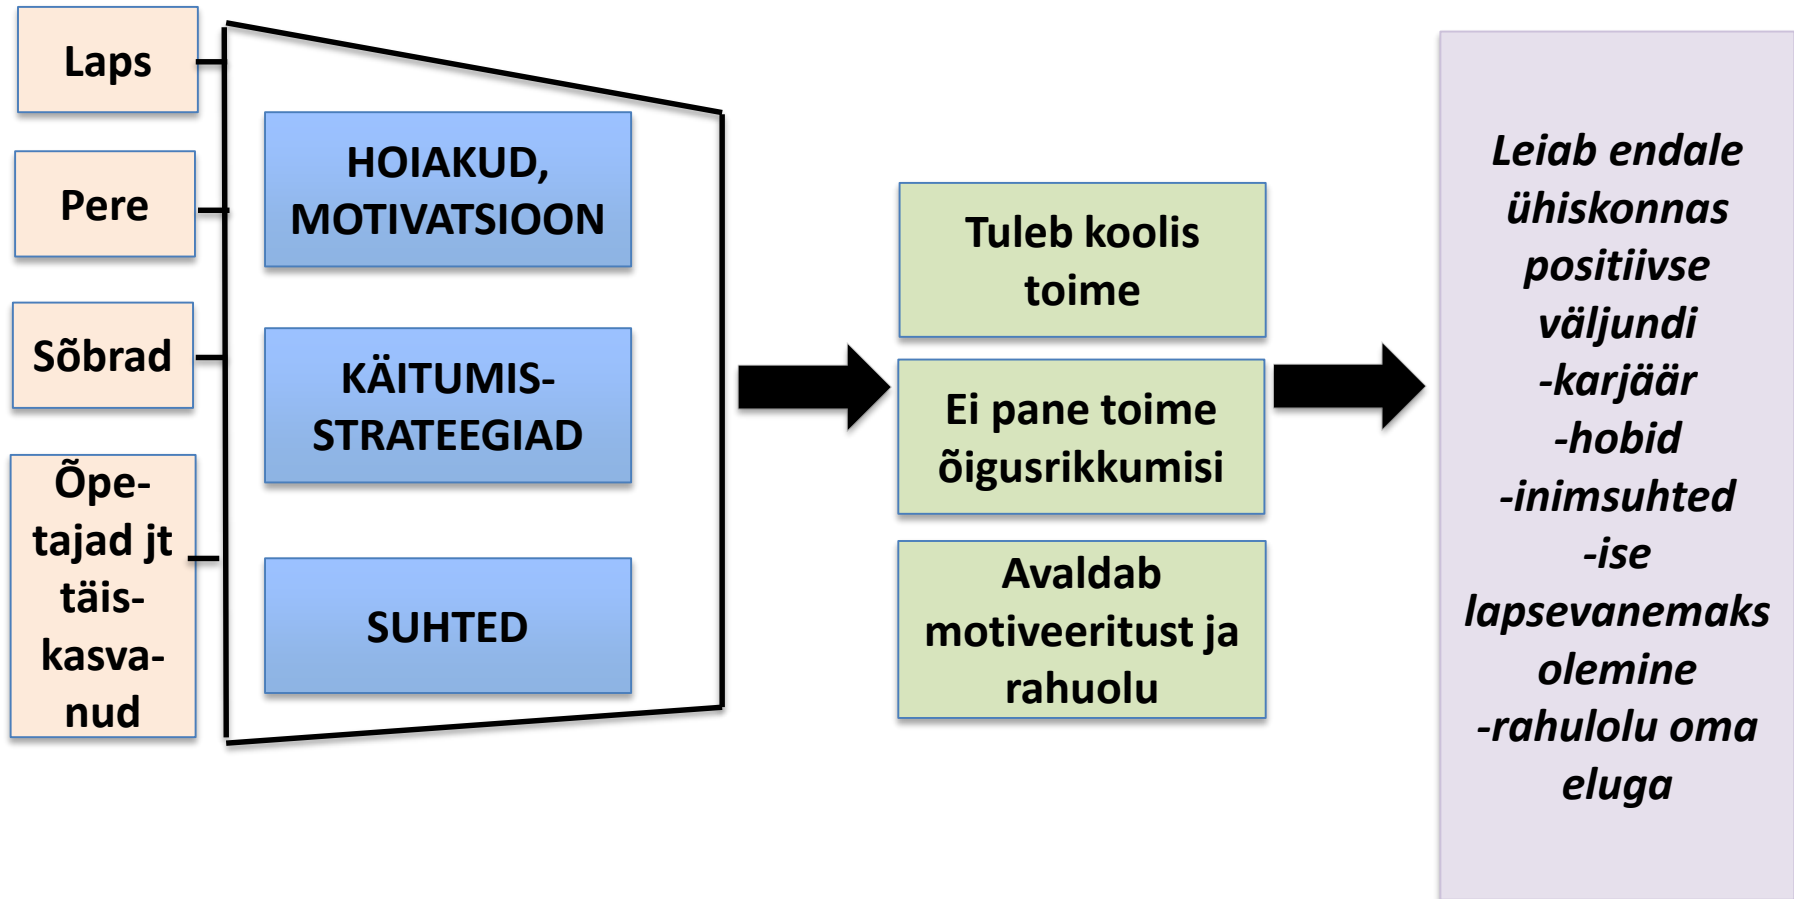 Laps
Pere
Sõbrad
Õpe-
tajad jt
täis-
kasva-
nud
HOIAKUD,
MOTIVATSIOON
KÄITUMIS-
STRATEEGIAD
SUHTED
Tuleb koolis
toime
Ei pane toime
õigusrikkumisi
Avaldab
motiveeritust ja
rahuolu
Leiab endale
ühiskonnas
positiivse
väljundi
-karjäär
-hobid
-inimsuhted
-ise
lapsevanemaks
olemine
-rahulolu oma
eluga